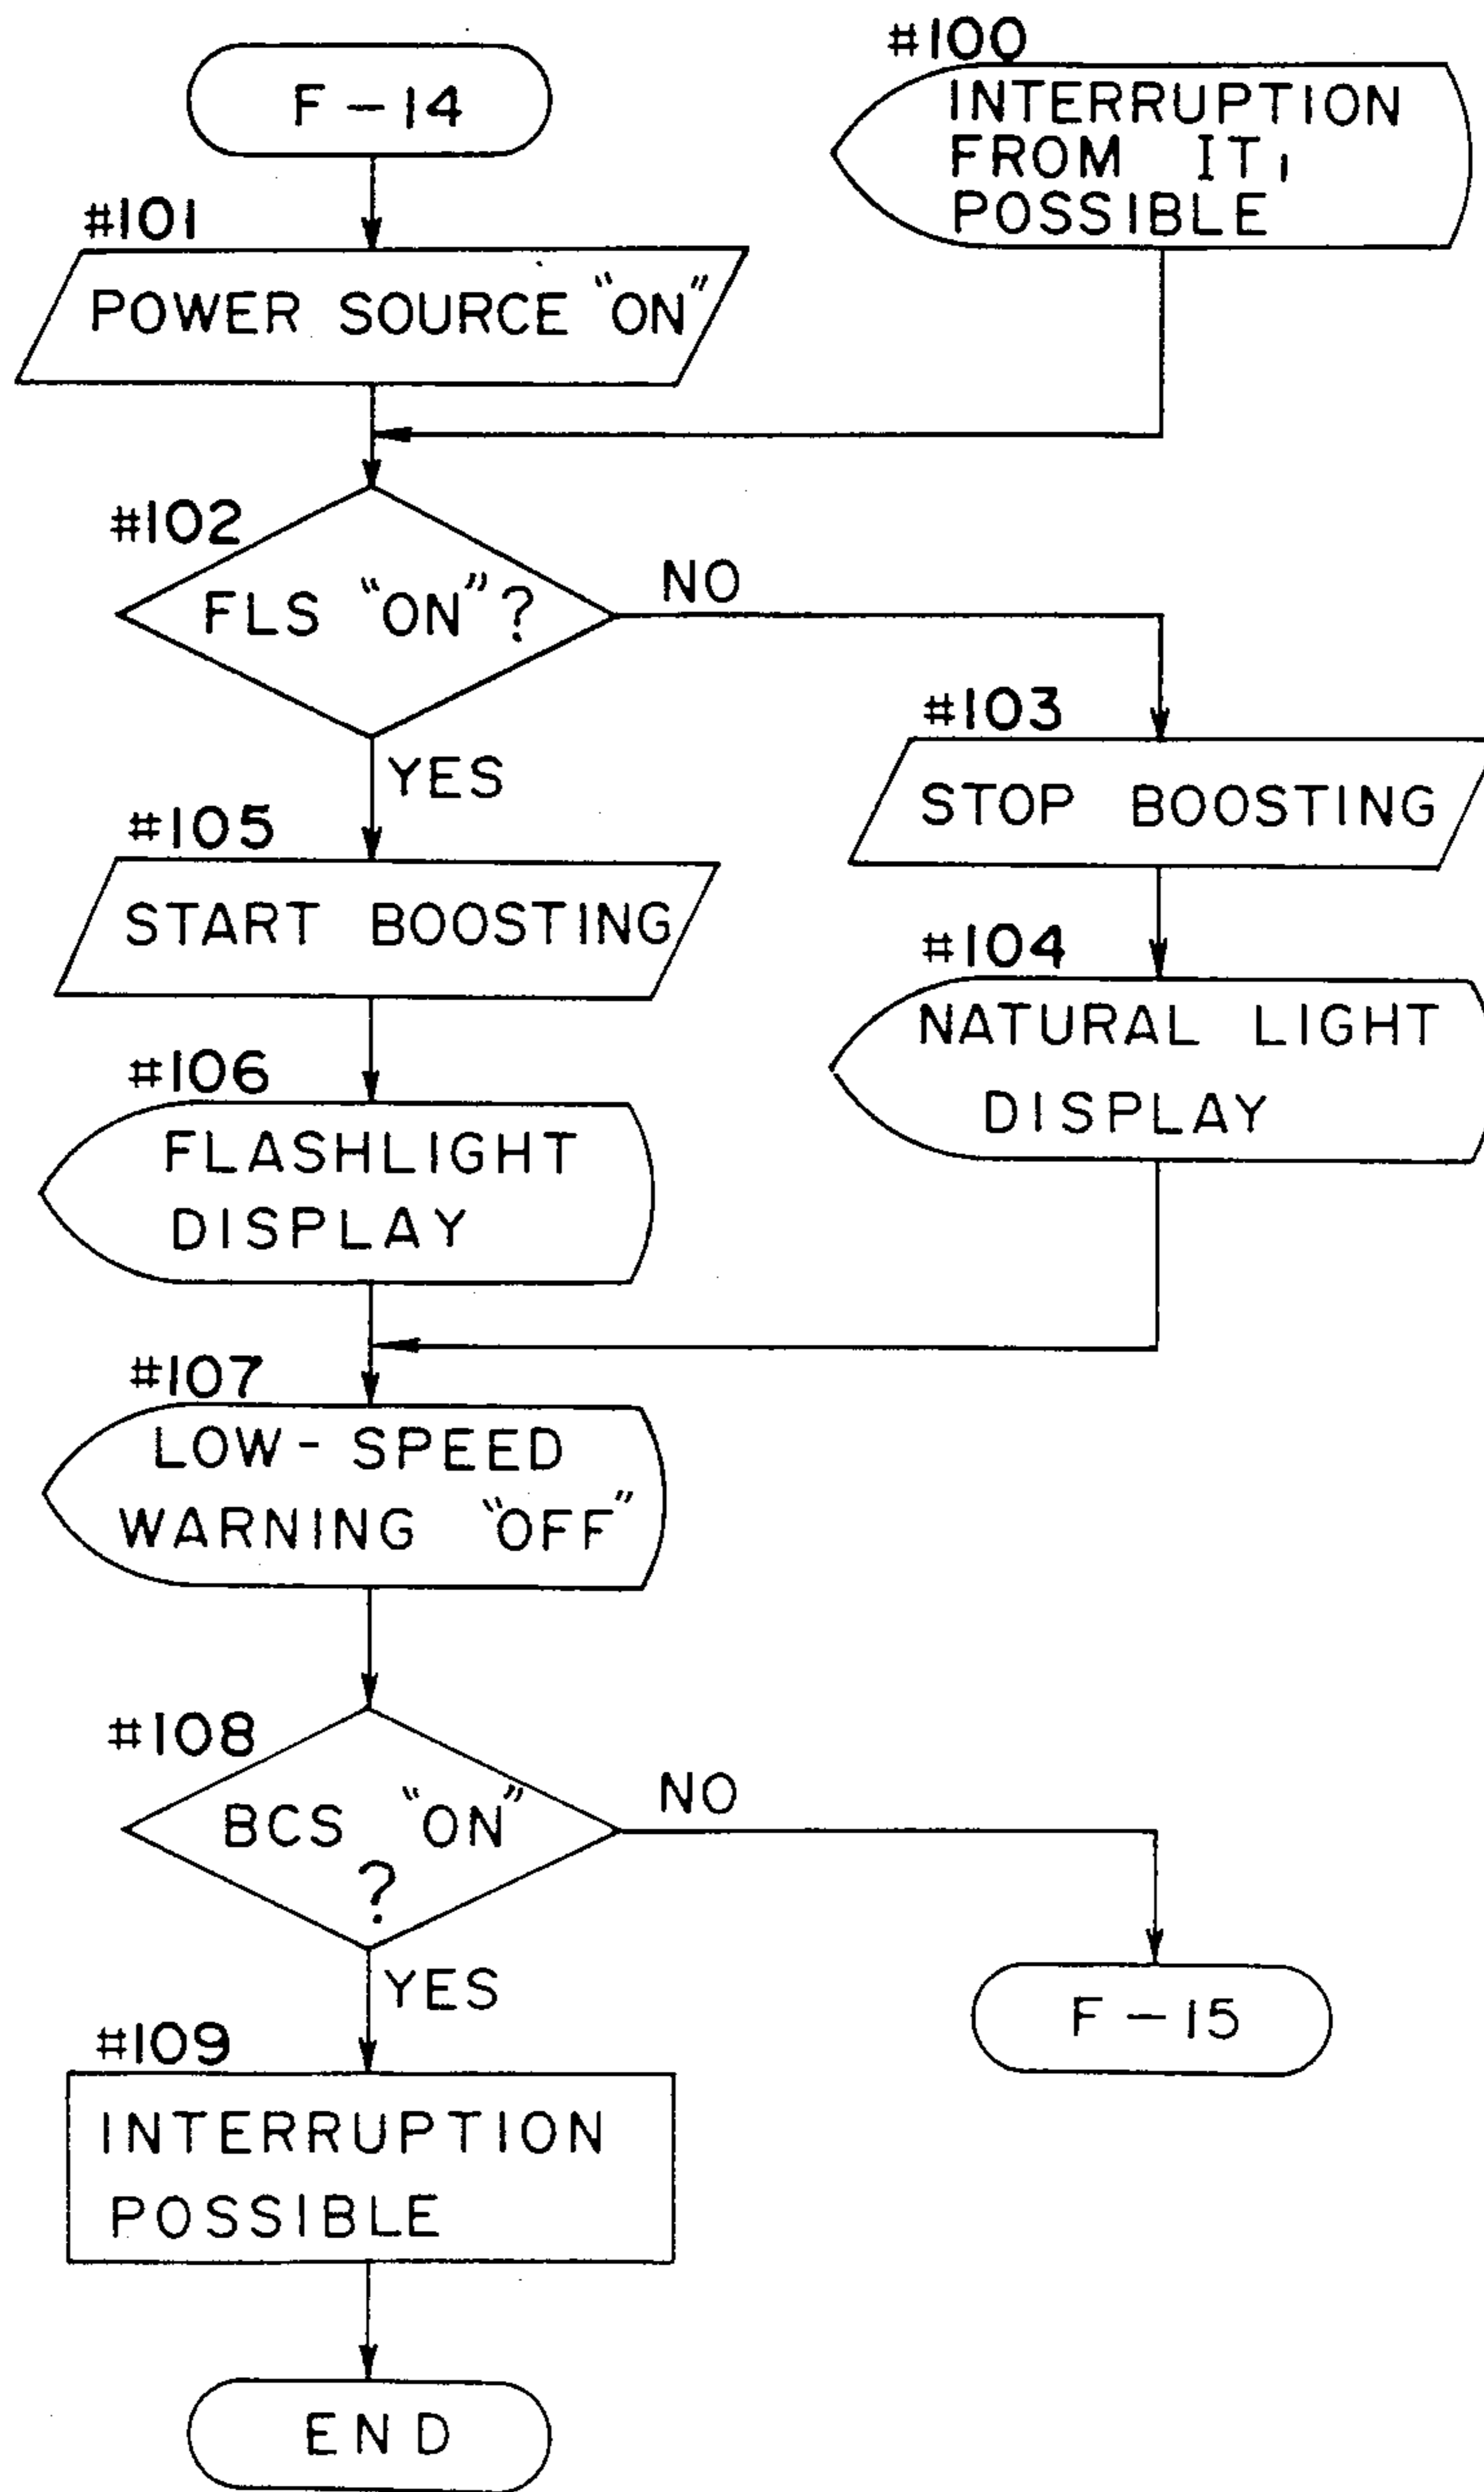 F-14
#100
INTERRUPTION
FROM IT₁
POSSIBLE
#101
POWER SOURCE "ON"
#102
FLS "ON"?
NO
YES
#103
STOP BOOSTING
#105
START BOOSTING
#104
NATURAL LIGHT
DISPLAY
#106
FLASHLIGHT
DISPLAY
#107
LOW-SPEED
WARNING "OFF"
#108
BCS "ON"
?
NO
YES
F-15
#109
INTERRUPTION
POSSIBLE
END